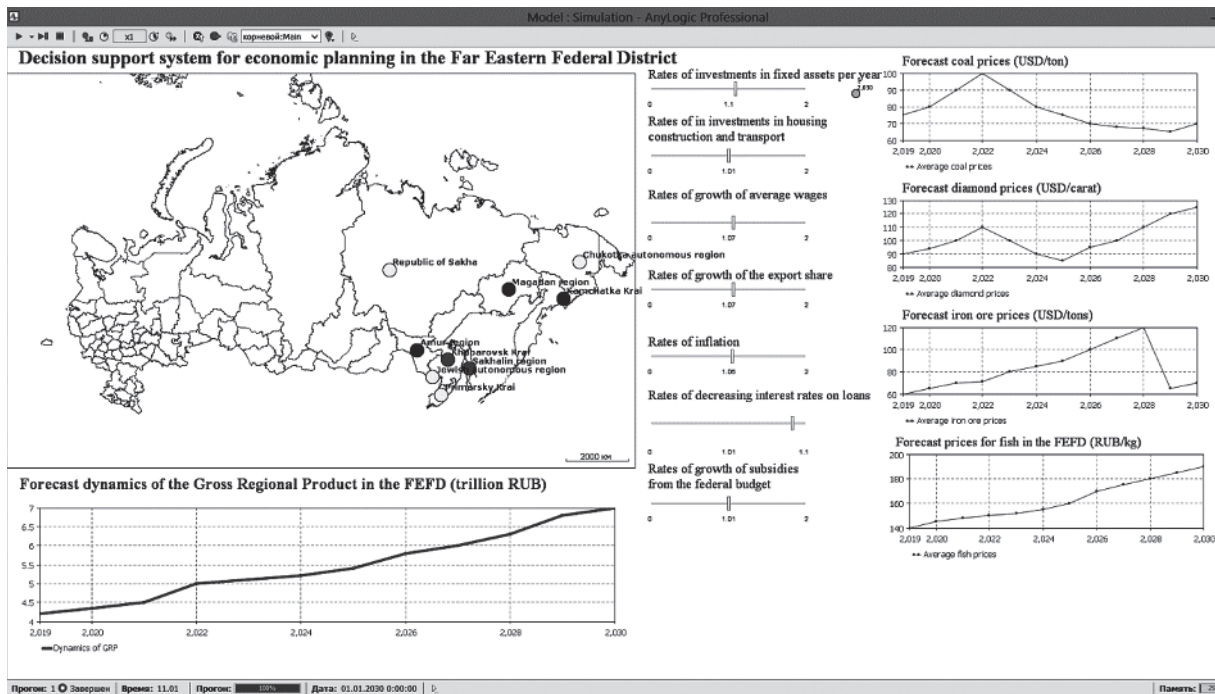 Model : Simulation - AnyLogic Professional
x1
корневой:Main
Decision support system for economic planning in the Far Eastern Federal District
Republic of Sakha
Chukotka autonomous region
Magadan region
Kamchatka Krai
Amur region
Khabarovsk Krai
Sakhalin region
Jewish autonomous region
Primorsky Krai
2000 км
Rates of investments in fixed assets per year
2,030
0 1.1 2
Rates of in investments in housing
construction and transport
0 1.01 2
Rates of growth of average wages
0 1.07 2
Rates of growth of the export share
0 1.07 2
Rates of inflation
0 1.06 2
Rates of decreasing interest rates on loans
0 1.01 1.1
Rates of growth of subsidies
from the federal budget
0 1.01 2
Forecast coal prices (USD/ton)
100
90
80
70
60
2,019 2,020 2,022 2,024 2,026 2,028 2,030
Average coal prices
Forecast diamond prices (USD/carat)
130
120
110
100
90
80
2,019 2,020 2,022 2,024 2,026 2,028 2,030
Average diamond prices
Forecast iron ore prices (USD/tons)
120
100
80
60
2,019 2,020 2,022 2,024 2,026 2,028 2,030
Average iron ore prices
Forecast prices for fish in the FEFD (RUB/kg)
200
180
160
140
2,019 2,020 2,022 2,024 2,026 2,028 2,030
Average fish prices
Forecast dynamics of the Gross Regional Product in the FEFD (trillion RUB)
7
6.5
6
5.5
5
4.5
4
2,019 2,020 2,022 2,024 2,026 2,028 2,030
Dynamics of GRP
Прогон: 1 Завершен Время: 11.01 Прогон: 100% Дата: 01.01.2030 0:00:00 Память: